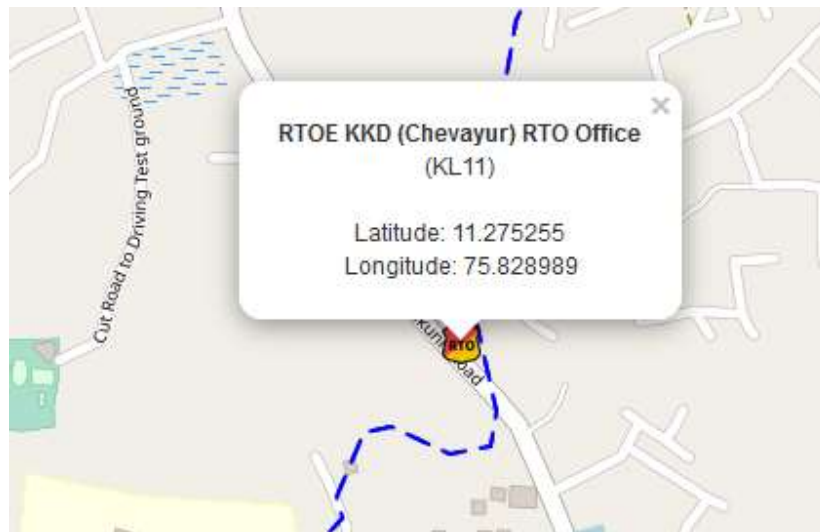 RTOE KKD (Chevayur) RTO Office
(KL11)
Latitude: 11.275255
Longitude: 75.828989
×
Cut Road to Driving Test ground
RTO
Road